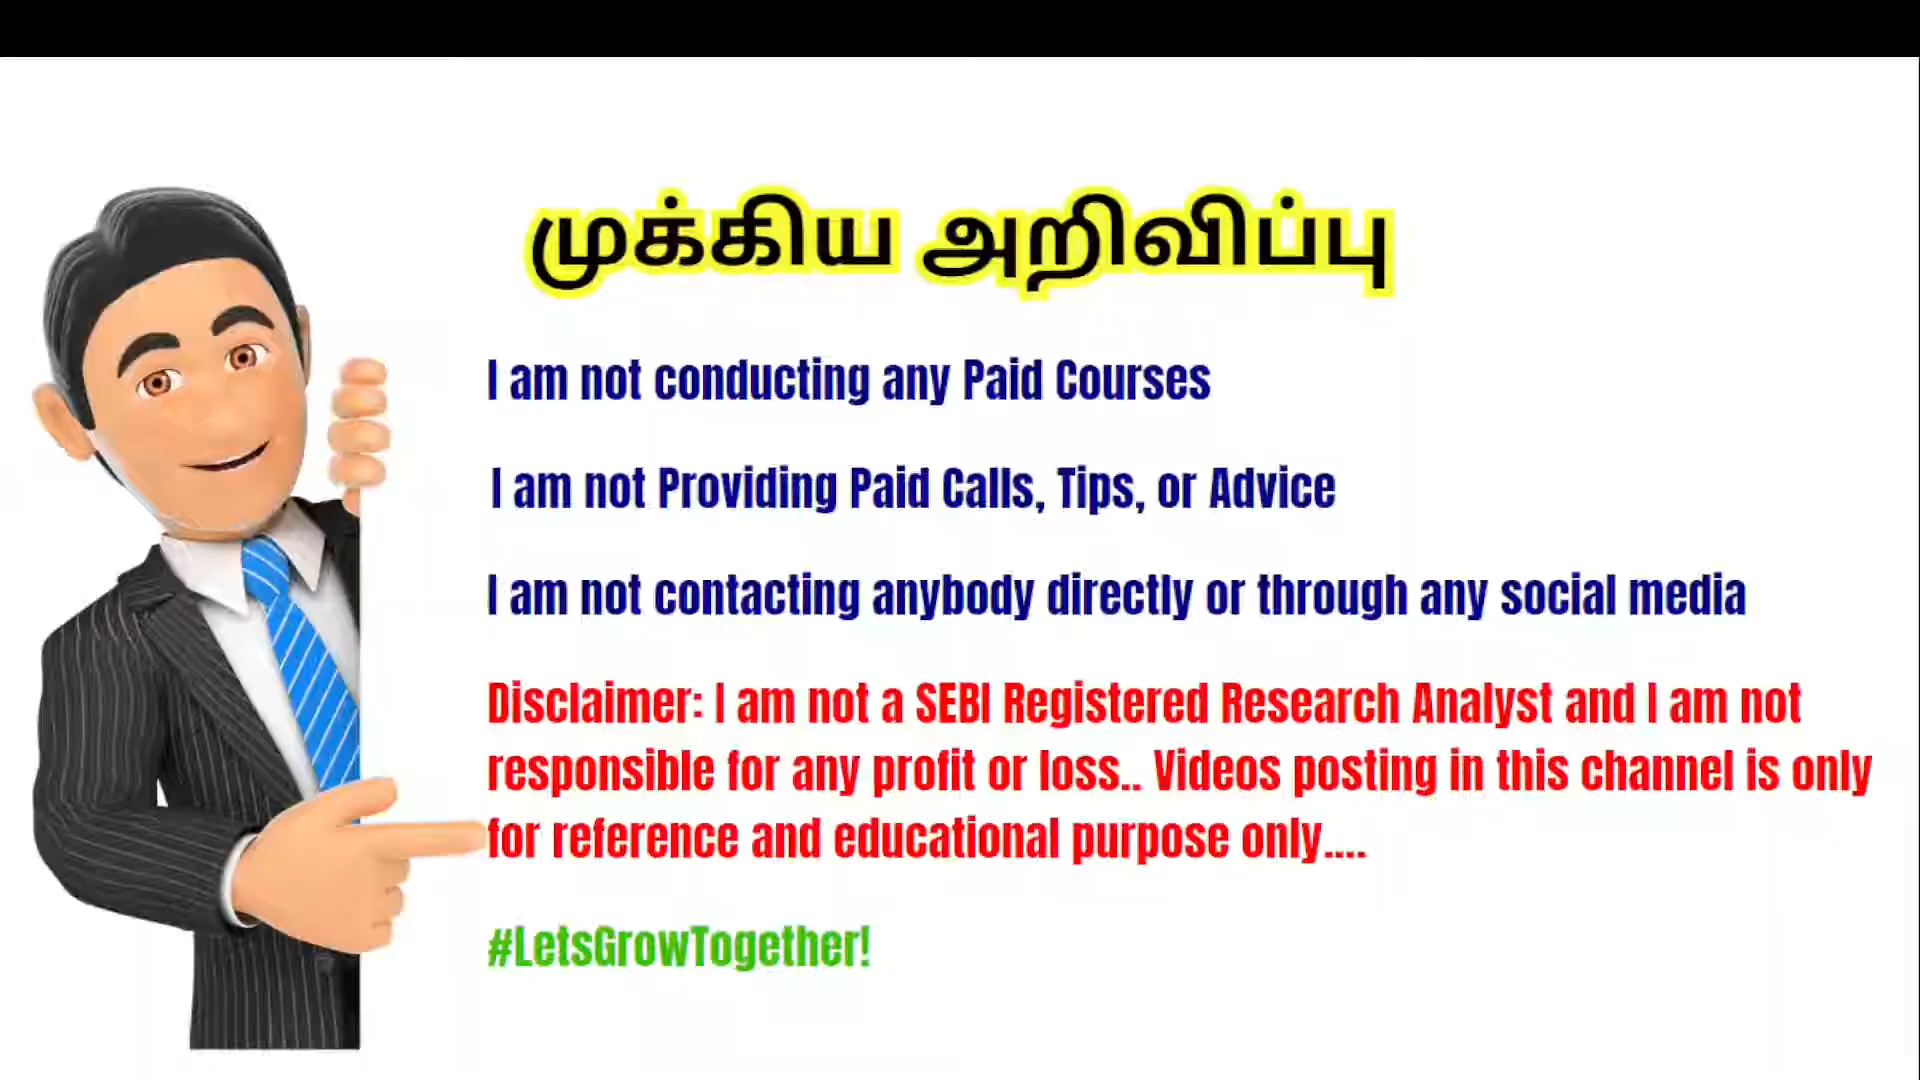 முக்கிய அறிவிப்பு
I am not conducting any Paid Courses
I am not Providing Paid Calls, Tips, or Advice
I am not contacting anybody directly or through any social media
Disclaimer: I am not a SEBI Registered Research Analyst and I am not
responsible for any profit or loss.. Videos posting in this channel is only
for reference and educational purpose only....
#LetsGrowTogether!